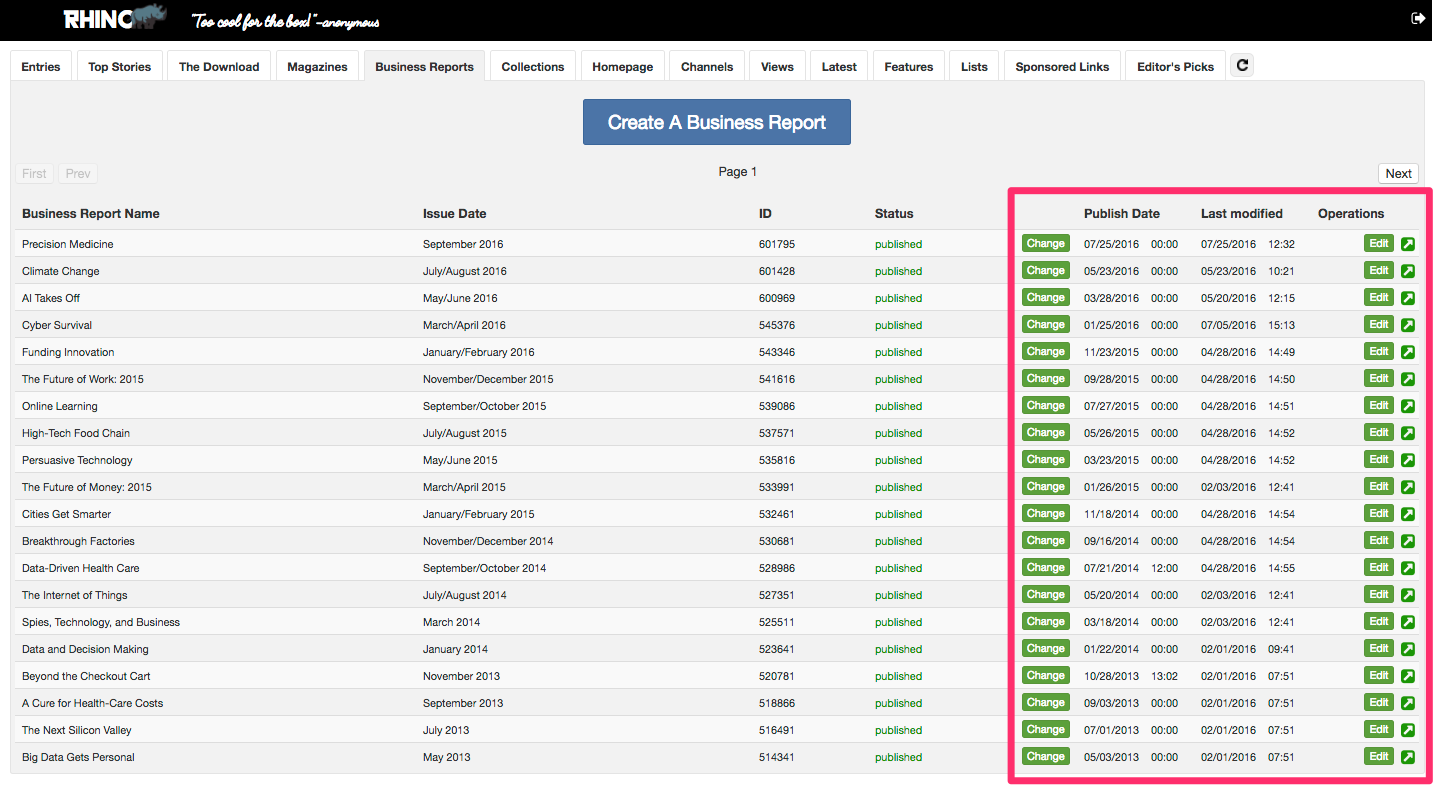 RHINO "Too cool for the box!" -anonymous
Entries Top Stories The Download Magazines Business Reports Collections Homepage Channels Views Latest Features Lists Sponsored Links Editor's Picks
Create A Business Report
First Prev Page 1 Next
Business Report Name Issue Date ID Status Publish Date Last modified Operations
Precision Medicine September 2016 601795 published Change 07/25/2016 00:00 07/25/2016 12:32 Edit
Climate Change July/August 2016 601428 published Change 05/23/2016 00:00 05/23/2016 10:21 Edit
AI Takes Off May/June 2016 600969 published Change 03/28/2016 00:00 05/20/2016 12:15 Edit
Cyber Survival March/April 2016 545376 published Change 01/25/2016 00:00 07/05/2016 15:13 Edit
Funding Innovation January/February 2016 543346 published Change 11/23/2015 00:00 04/28/2016 14:49 Edit
The Future of Work: 2015 November/December 2015 541616 published Change 09/28/2015 00:00 04/28/2016 14:50 Edit
Online Learning September/October 2015 539086 published Change 07/27/2015 00:00 04/28/2016 14:51 Edit
High-Tech Food Chain July/August 2015 537571 published Change 05/26/2015 00:00 04/28/2016 14:52 Edit
Persuasive Technology May/June 2015 535816 published Change 03/23/2015 00:00 04/28/2016 14:52 Edit
The Future of Money: 2015 March/April 2015 533991 published Change 01/26/2015 00:00 02/03/2016 12:41 Edit
Cities Get Smarter January/February 2015 532461 published Change 11/18/2014 00:00 04/28/2016 14:54 Edit
Breakthrough Factories November/December 2014 530681 published Change 09/16/2014 00:00 04/28/2016 14:54 Edit
Data-Driven Health Care September/October 2014 528986 published Change 07/21/2014 12:00 04/28/2016 14:55 Edit
The Internet of Things July/August 2014 527351 published Change 05/20/2014 00:00 02/03/2016 12:41 Edit
Spies, Technology, and Business March 2014 525511 published Change 03/18/2014 00:00 02/03/2016 12:41 Edit
Data and Decision Making January 2014 523641 published Change 01/22/2014 00:00 02/01/2016 09:41 Edit
Beyond the Checkout Cart November 2013 520781 published Change 10/28/2013 13:02 02/01/2016 07:51 Edit
A Cure for Health-Care Costs September 2013 518866 published Change 09/03/2013 00:00 02/01/2016 07:51 Edit
The Next Silicon Valley July 2013 516491 published Change 07/01/2013 00:00 02/01/2016 07:51 Edit
Big Data Gets Personal May 2013 514341 published Change 05/03/2013 00:00 02/01/2016 07:51 Edit